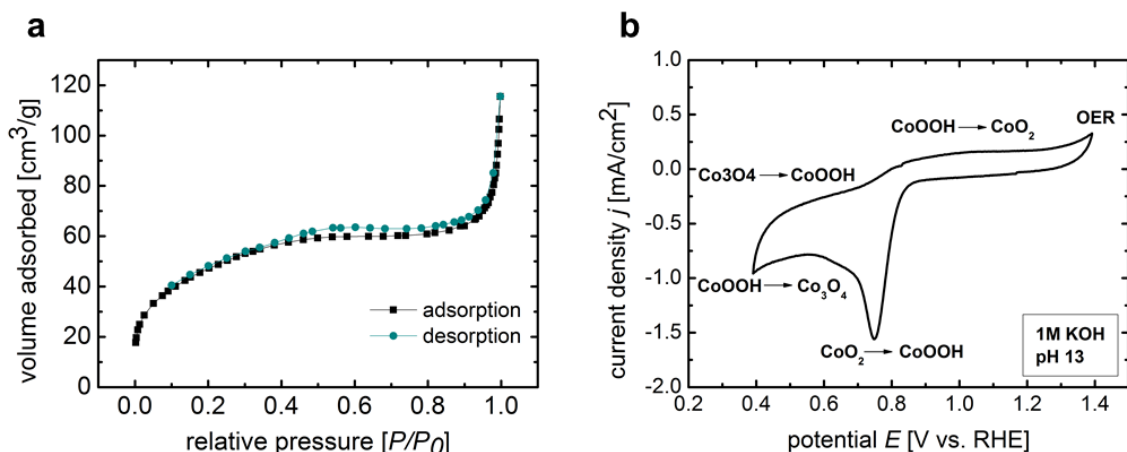 a
volume adsorbed [cm³/g]
120
100
80
60
40
20
0
0.0 0.2 0.4 0.6 0.8 1.0
relative pressure [P/P0]
adsorption
desorption
b
current density j [mA/cm²]
1.0
0.5
0.0
-0.5
-1.0
-1.5
-2.0
0.2 0.4 0.6 0.8 1.0 1.2 1.4
potential E [V vs. RHE]
OER
CoOOH → CoO₂
Co3O4 → CoOOH
CoOOH → Co₃O₄
CoO₂ → CoOOH
1M KOH
pH 13